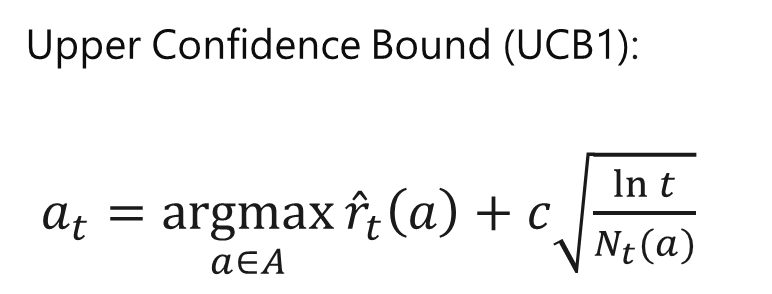 Upper Confidence Bound (UCB1):
a_t = argmax_{a∈A} r̂_t(a) + c√(ln t / N_t(a))